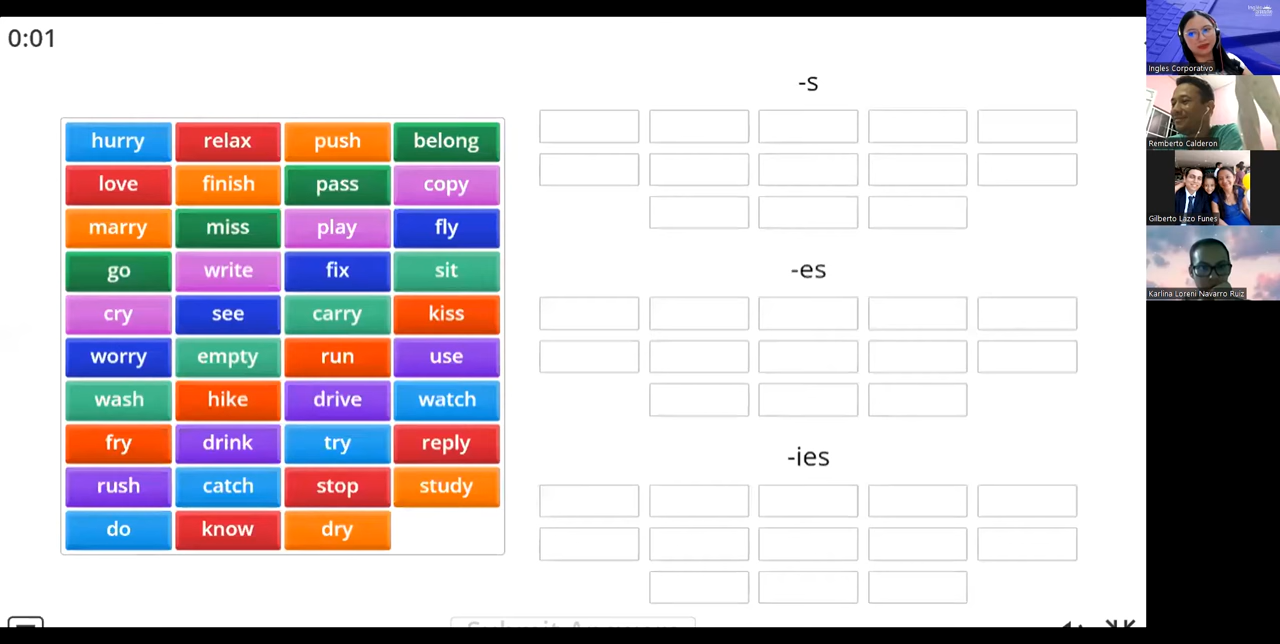 0:01
hurry relax push belong
love finish pass copy
marry miss play fly
go write fix sit
cry see carry kiss
worry empty run use
wash hike drive watch
fry drink try reply
rush catch stop study
do know dry
-s
-es
-ies
Ingles Corporativo
Remberto Calderon
Gilberto Lazo Funes
Karlina Loreni Navarro Ruiz